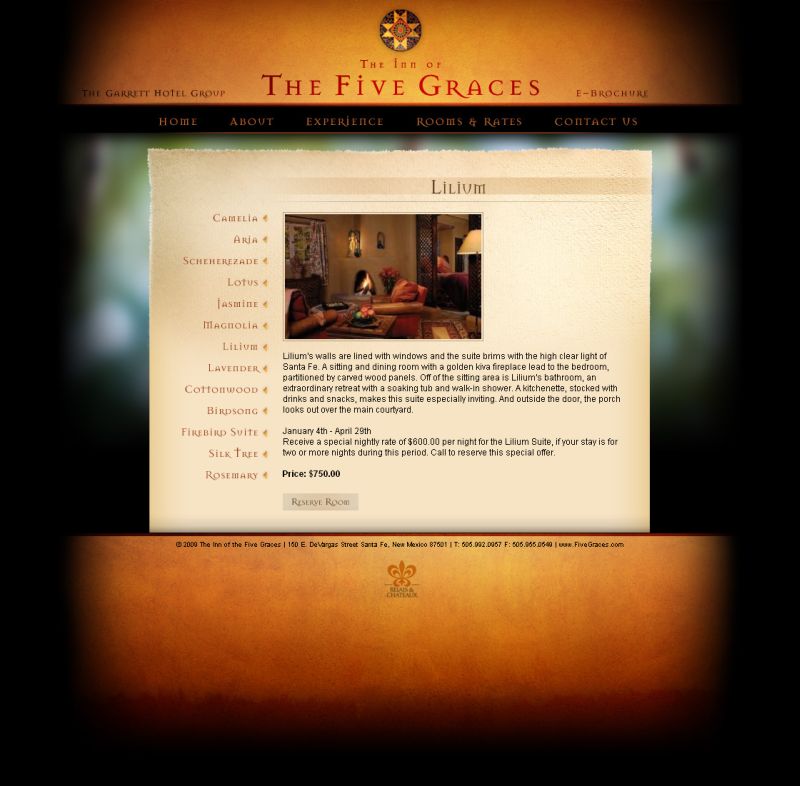 The Inn of
The Five Graces
The Garrett Hotel Group
E-Brochure
Home About Experience Rooms & Rates Contact Us
Lilium
Camelia
Aria
Scheherezade
Lotus
Jasmine
Magnolia
Lilium
Lavender
Cottonwood
Birdsong
Firebird Suite
Silk Tree
Rosemary
Lilium's walls are lined with windows and the suite brims with the high clear light of
Santa Fe. A sitting and dining room with a golden kiva fireplace lead to the bedroom,
partitioned by carved wood panels. Off of the sitting area is Lilium's bathroom, an
extraordinary retreat with a soaking tub and walk-in shower. A kitchenette, stocked with
drinks and snacks, makes this suite especially inviting. And outside the door, the porch
looks out over the main courtyard.
January 4th - April 29th
Receive a special nightly rate of $600.00 per night for the Lilium Suite, if your stay is for
two or more nights during this period. Call to reserve this special offer.
Price: $750.00
Reserve Room
© 2009 The Inn of the Five Graces | 150 E. DeVargas Street Santa Fe, New Mexico 87501 | T: 505.992.0957 F: 505.955.0549 | www.FiveGraces.com
RELAIS &
CHATEAUX